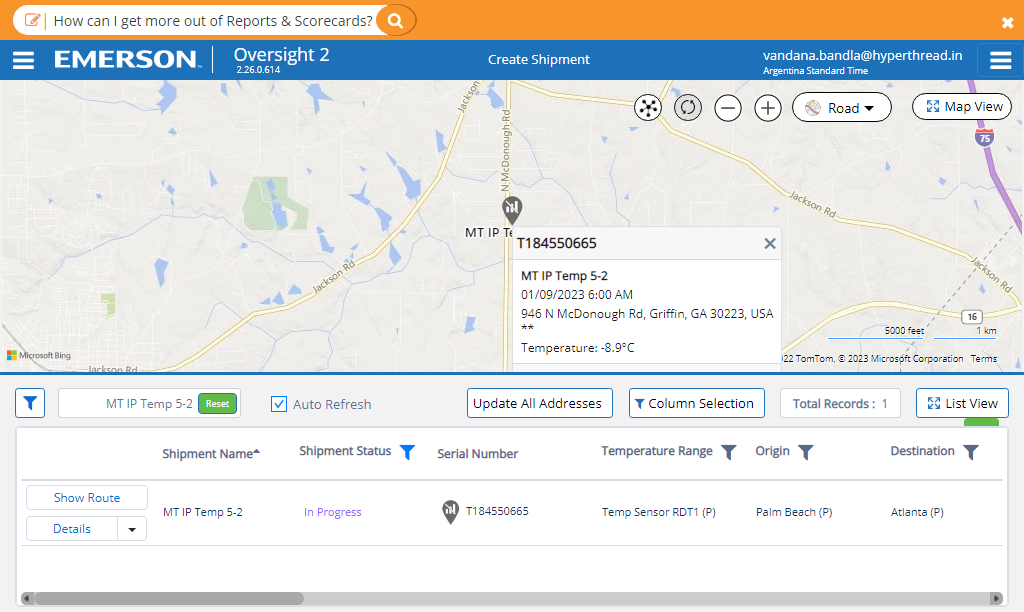 How can I get more out of Reports & Scorecards?
EMERSON
Oversight 2
2.26.0.614
Create Shipment
vandana.bandla@hyperthread.in
Argentina Standard Time
Road
Map View
Jackson
N McDonough Rd
75
Jackson Rd
MT IP Te
T184550665
MT IP Temp 5-2
01/09/2023 6:00 AM
946 N McDonough Rd, Griffin, GA 30223, USA
**
Temperature: -8.9°C
Jackson Rd
Jackson Rd
16
5000 feet
1 km
Microsoft Bing
22 TomTom, © 2023 Microsoft Corporation Terms
Jackson Rd
MT IP Temp 5-2
Reset
Auto Refresh
Update All Addresses
Column Selection
Total Records : 1
List View
Shipment Name
Shipment Status
Serial Number
Temperature Range
Origin
Destination
Show Route
Details
MT IP Temp 5-2
In Progress
T184550665
Temp Sensor RDT1 (P)
Palm Beach (P)
Atlanta (P)